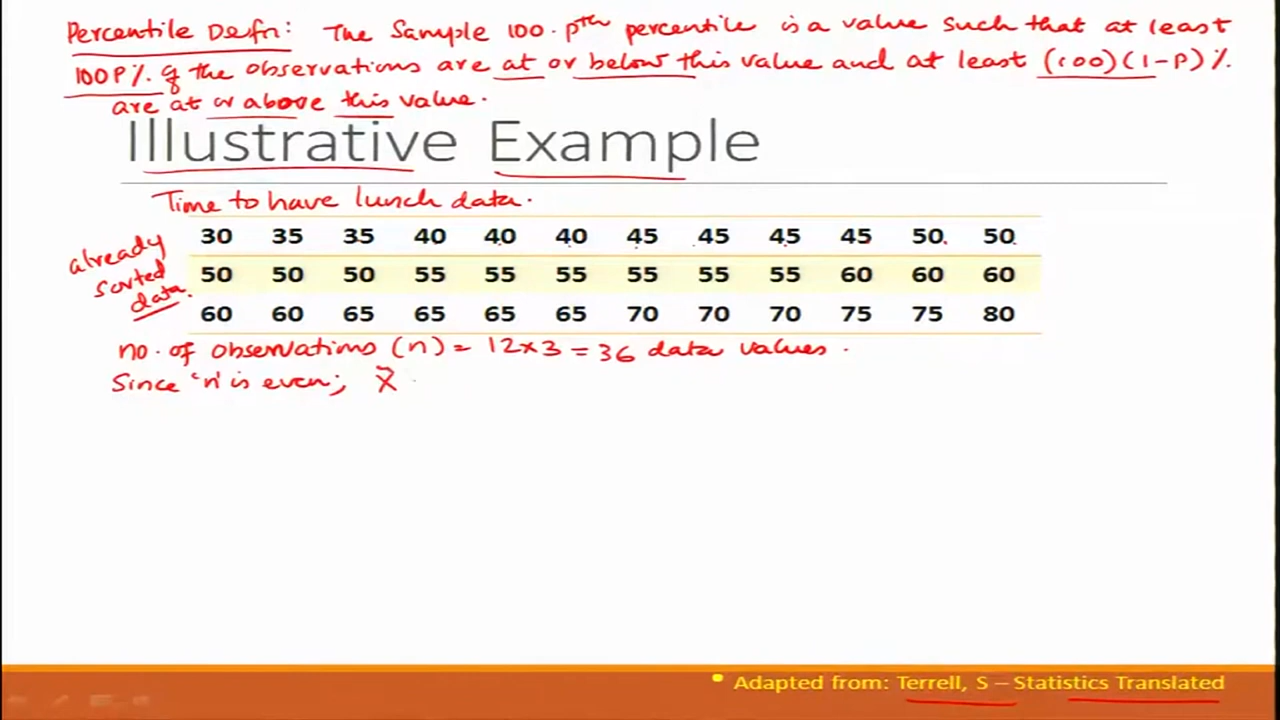 Percentile Defn: The Sample 100.pth percentile is a value such that at least
100P% of the observations are at or below this value and at least (100)(1-P)%.
are at or above this value.
Illustrative Example
Time to have lunch data.
already sorted data.
30 35 35 40 40 40 45 45 45 45 50 50
50 50 50 55 55 55 55 55 55 60 60 60
60 60 65 65 65 65 70 70 70 75 75 80
no. of observations (n) = 12x3 = 36 data values.
Since 'n' is even; x̃
Adapted from: Terrell, S – Statistics Translated